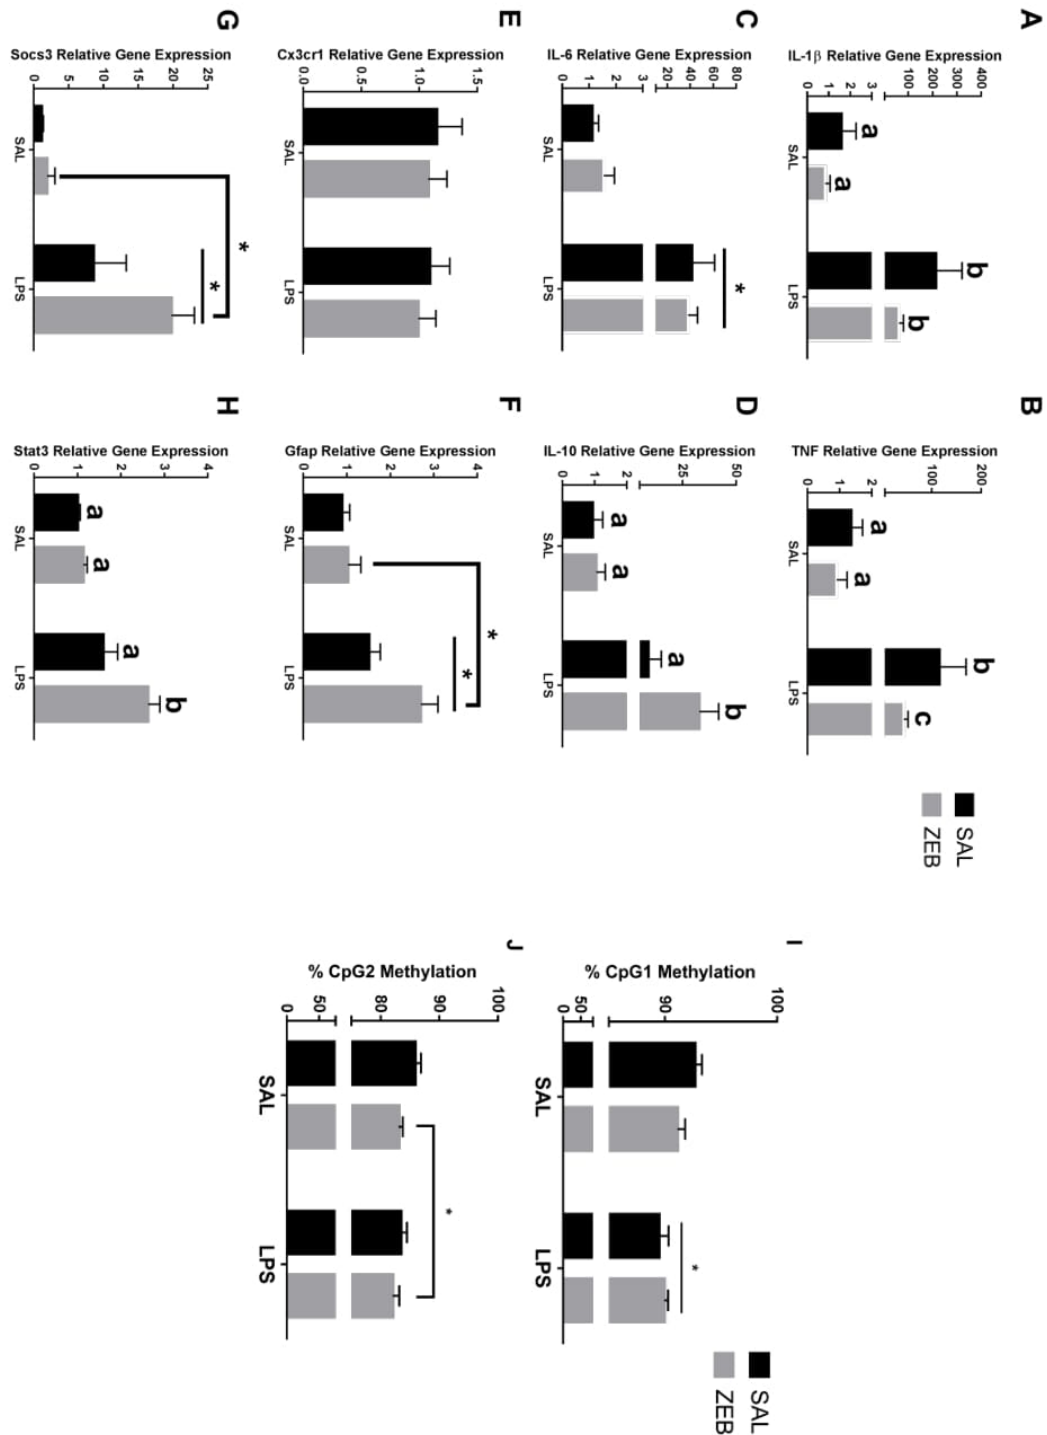 A
IL-1β Relative Gene Expression
400
300
200
100
3
2
1
0
a
a
b
b
SAL
LPS
B
TNF Relative Gene Expression
200
100
2
1
0
a
a
b
c
SAL
LPS
SAL
ZEB
C
IL-6 Relative Gene Expression
80
60
40
20
3
2
1
0
*
SAL
LPS
D
IL-10 Relative Gene Expression
50
25
2
1
0
a
a
a
b
SAL
LPS
E
Cx3cr1 Relative Gene Expression
1.5
1.0
0.5
0.0
SAL
LPS
F
Gfap Relative Gene Expression
4
3
2
1
0
*
*
SAL
LPS
G
Socs3 Relative Gene Expression
25
20
15
10
5
0
*
*
SAL
LPS
H
Stat3 Relative Gene Expression
4
3
2
1
0
a
a
a
b
SAL
LPS
I
% CpG1 Methylation
100
90
50
0
*
SAL
LPS
SAL
ZEB
J
% CpG2 Methylation
100
90
80
50
0
*
SAL
LPS